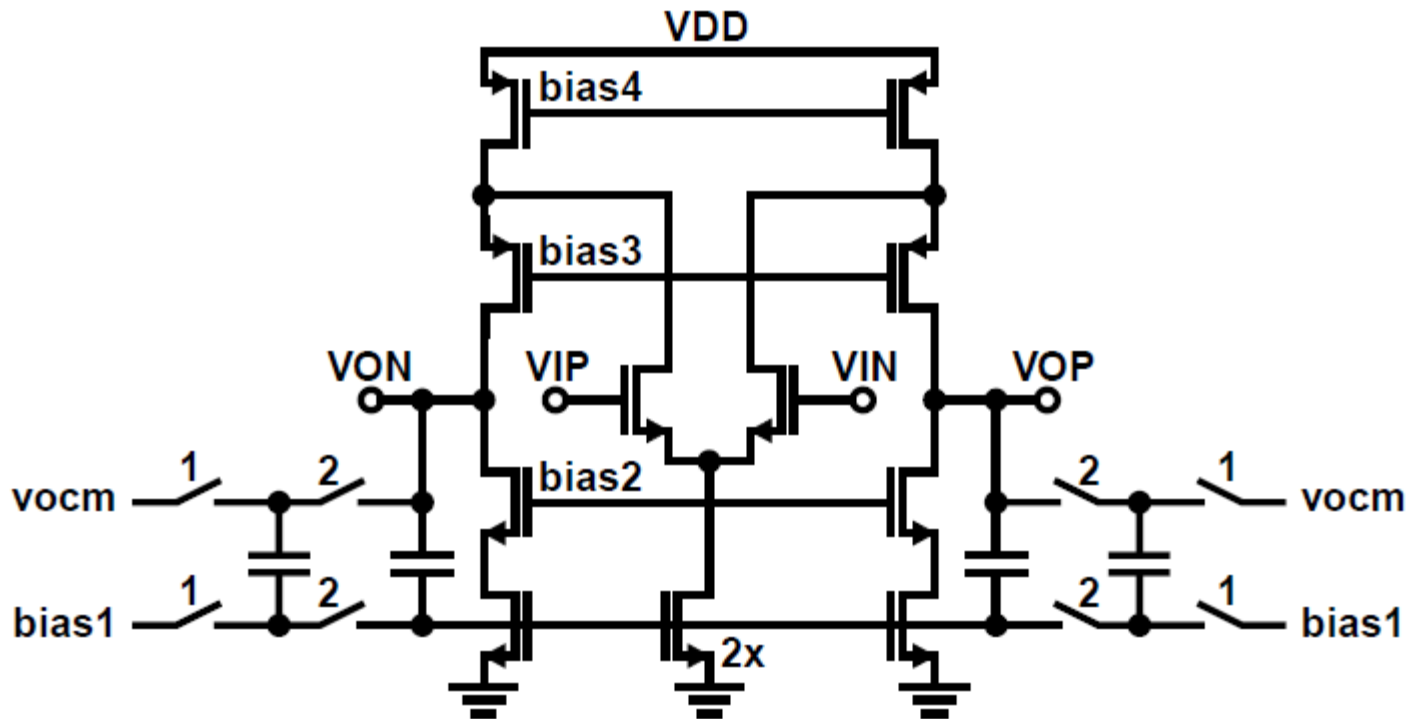 VDD
bias4
bias3
VON VIP VIN VOP
1 2 bias2 2 1
vocm vocm
1 2 2 1
bias1 2x bias1